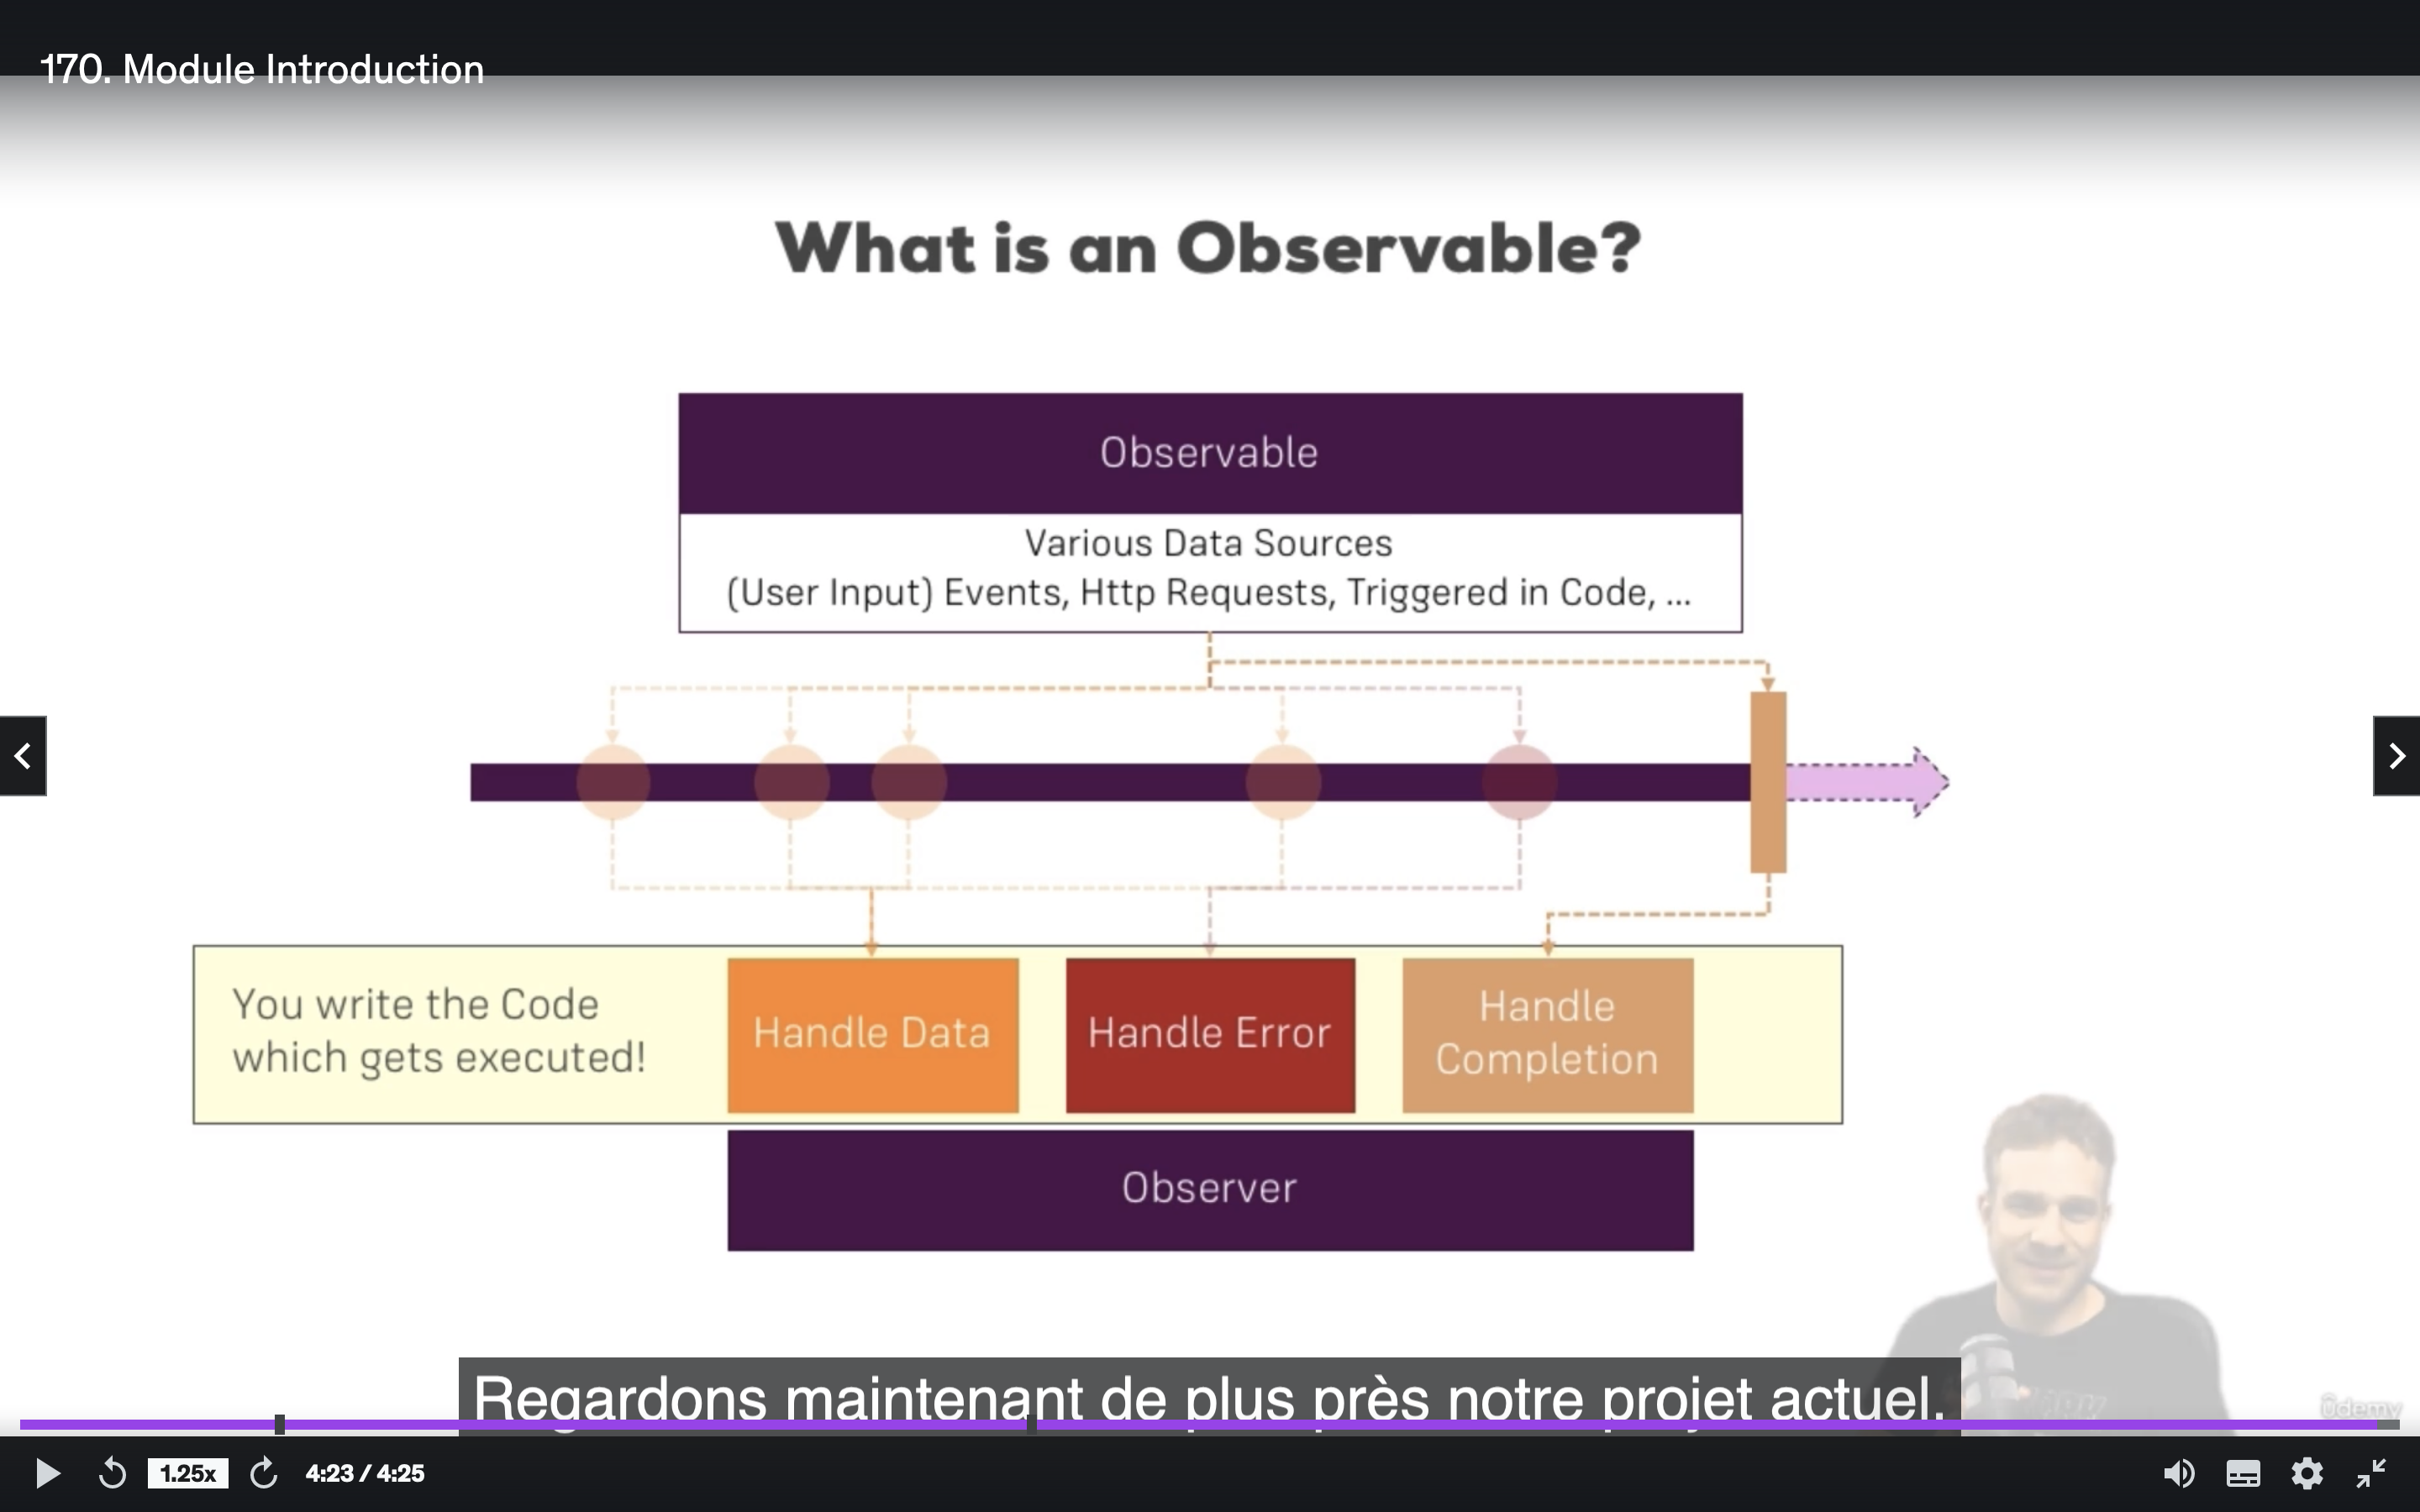 170. Module Introduction
What is an Observable?
Observable
Various Data Sources
(User Input) Events, Http Requests, Triggered in Code, ...
You write the Code
which gets executed!
Handle Data
Handle Error
Handle
Completion
Observer
Regardons maintenant de plus près notre projet actuel.
ûdemy
1.25x
4:23 / 4:25